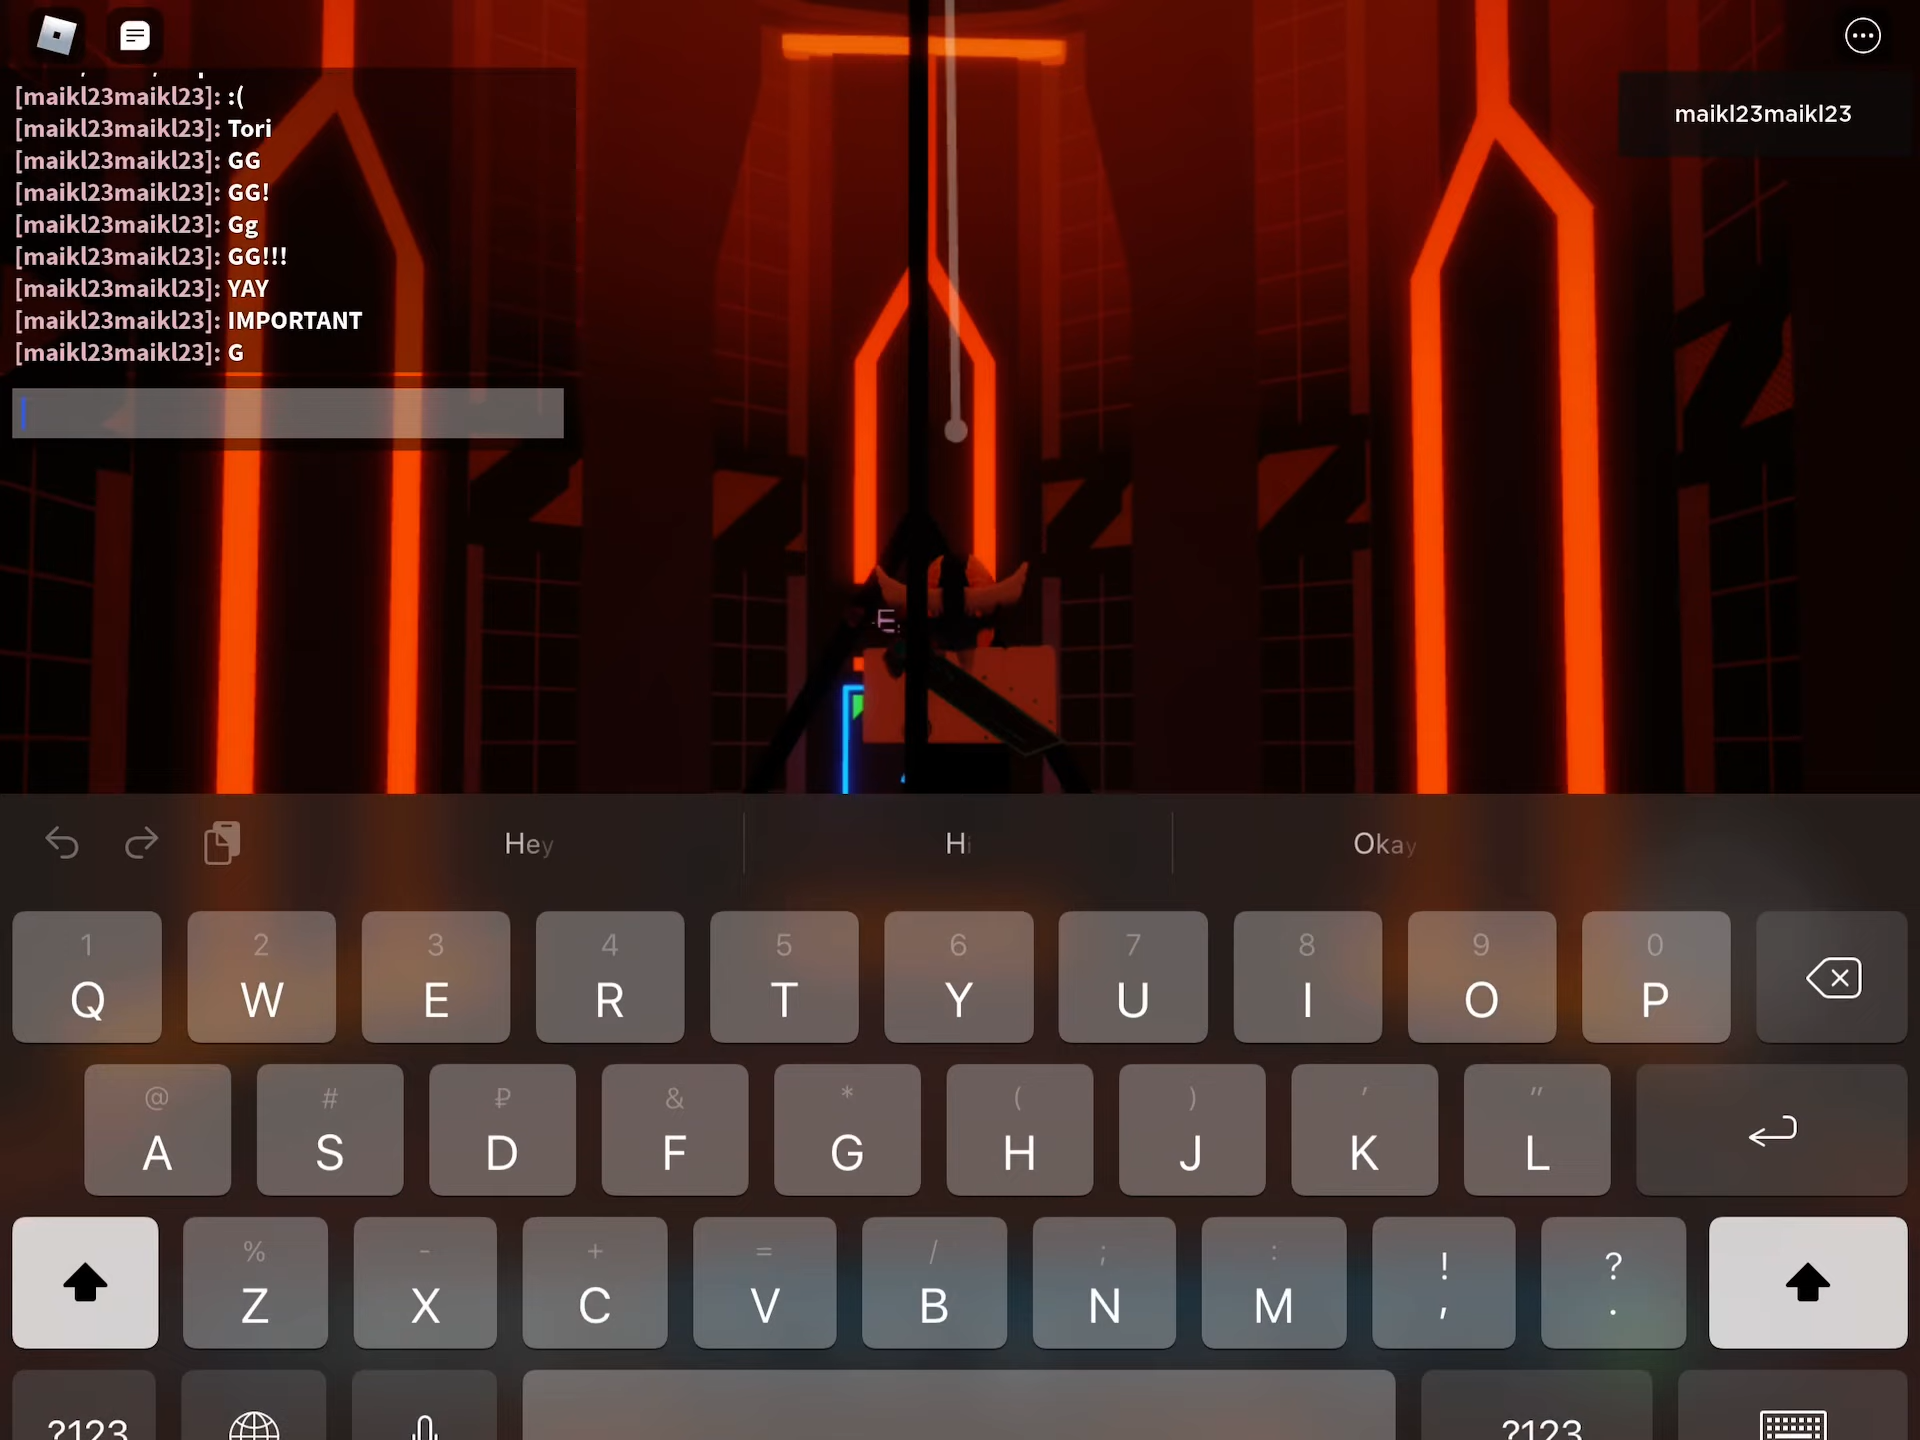 [maikl23maikl23]: :(
[maikl23maikl23]: Tori
[maikl23maikl23]: GG
[maikl23maikl23]: GG!
[maikl23maikl23]: Gg
[maikl23maikl23]: GG!!!
[maikl23maikl23]: YAY
[maikl23maikl23]: IMPORTANT
[maikl23maikl23]: G
maikl23maikl23
E
Hey Hi Okay
1 2 3 4 5 6 7 8 9 0
Q W E R T Y U I O P
@ # ₽ & * ( ) ' "
A S D F G H J K L
% - + = / ; : ! ?
Z X C V B N M , .
?123 ?123